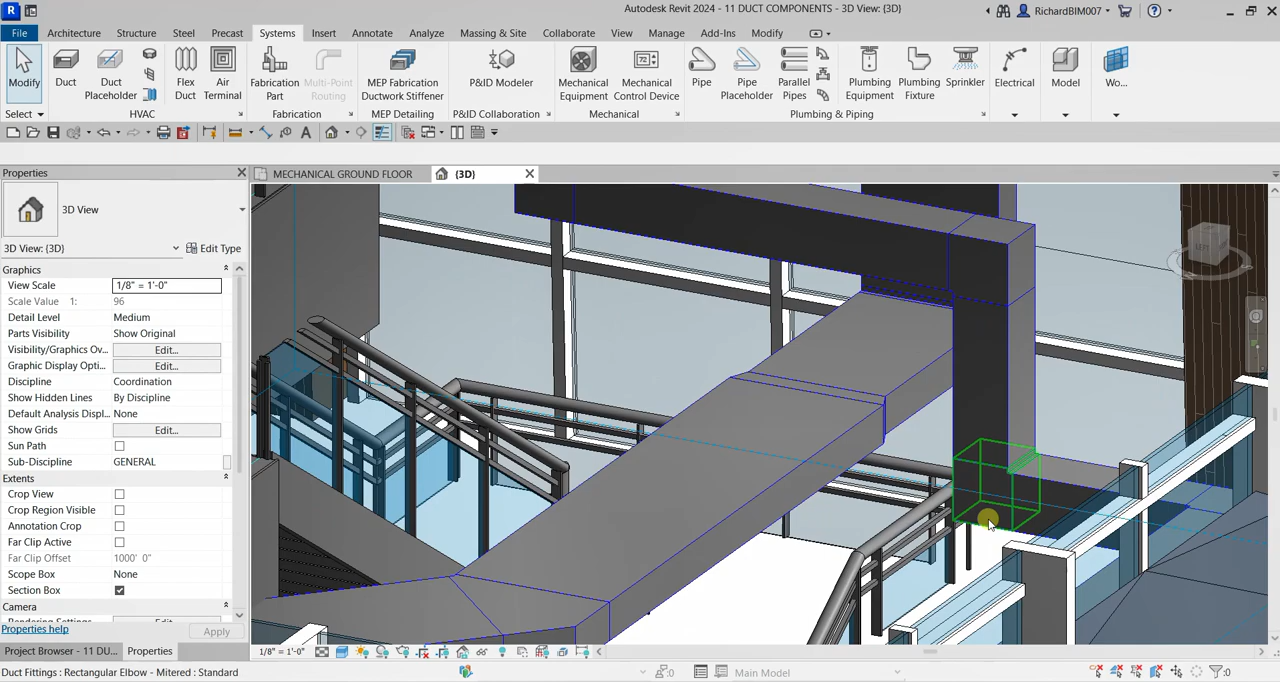 R Autodesk Revit 2024 - 11 DUCT COMPONENTS - 3D View: {3D} RichardBIM007
File Architecture Structure Steel Precast Systems Insert Annotate Analyze Massing & Site Collaborate View Manage Add-Ins Modify
Modify Duct Duct Placeholder Flex Duct Air Terminal Fabrication Part Multi-Point Routing MEP Fabrication Ductwork Stiffener P&ID Modeler Mechanical Equipment Mechanical Control Device Pipe Pipe Placeholder Parallel Pipes Plumbing Equipment Plumbing Fixture Sprinkler Electrical Model Wo...
Select HVAC Fabrication MEP Detailing P&ID Collaboration Mechanical Plumbing & Piping
Properties MECHANICAL GROUND FLOOR {3D}
3D View
3D View: {3D} Edit Type
Graphics
View Scale 1/8" = 1'-0"
Scale Value 1: 96
Detail Level Medium
Parts Visibility Show Original
Visibility/Graphics Ov... Edit...
Graphic Display Opti... Edit...
Discipline Coordination
Show Hidden Lines By Discipline
Default Analysis Displ... None
Show Grids Edit...
Sun Path
Sub-Discipline GENERAL
Extents
Crop View
Crop Region Visible
Annotation Crop
Far Clip Active
Far Clip Offset 1000' 0"
Scope Box None
Section Box
Camera
Properties help Apply
Project Browser - 11 DU... Properties 1/8" = 1'-0"
Duct Fittings : Rectangular Elbow - Mitered : Standard :0 Main Model :0